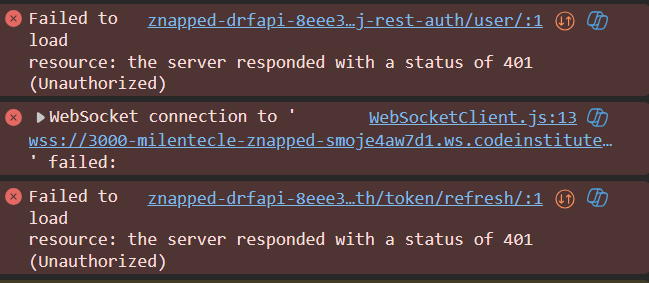 Failed to load znapped-drfapi-8eee3…j-rest-auth/user/:1
resource: the server responded with a status of 401
(Unauthorized)
WebSocket connection to ' WebSocketClient.js:13
wss://3000-milentecle-znapped-smoje4aw7d1.ws.codeinstitute…
' failed:
Failed to load znapped-drfapi-8eee3…th/token/refresh/:1
resource: the server responded with a status of 401
(Unauthorized)